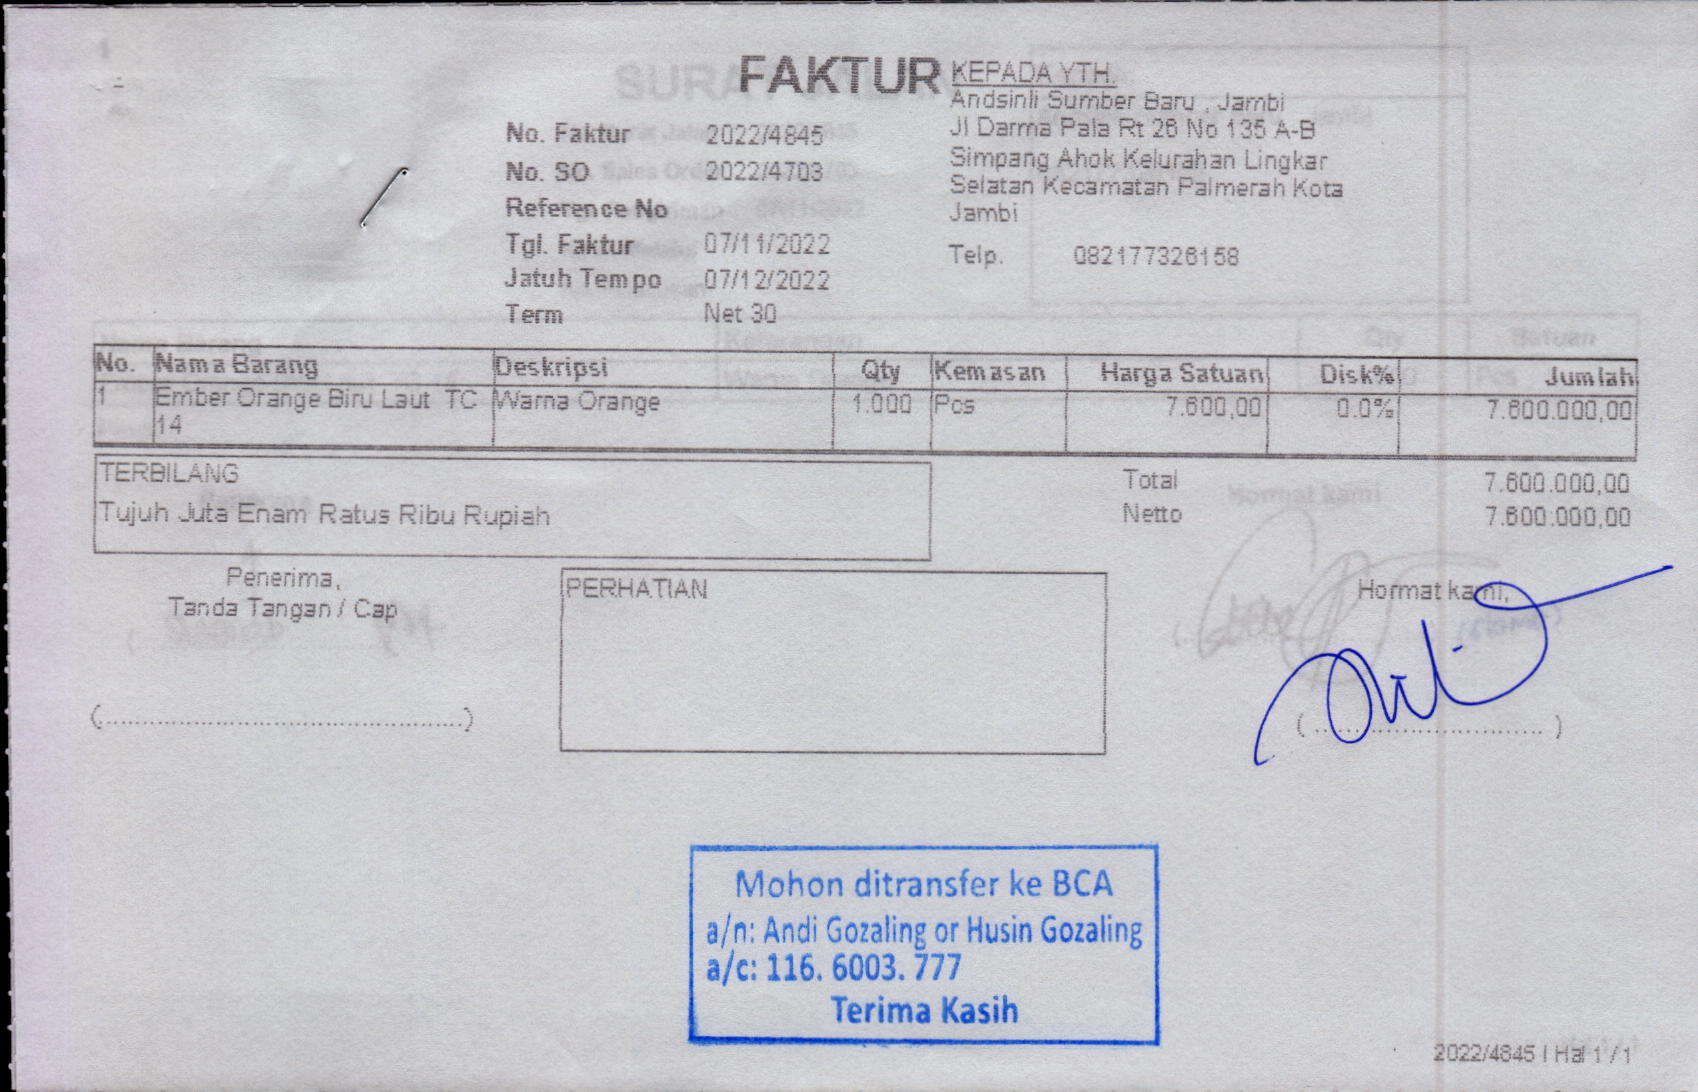 FAKTUR
No. Faktur 2022/4845
No. SO 2022/4703
Reference No
Tgl. Faktur 07/11/2022
Jatuh Tempo 07/12/2022
Term Net 30
KEPADA YTH.
Andsinli Sumber Baru , Jambi
Jl Darma Pala Rt 26 No 135 A-B
Simpang Ahok Kelurahan Lingkar
Selatan Kecamatan Palmerah Kota
Jambi
Telp. 082177326158
No. Nama Barang Deskripsi Qty Kemasan Harga Satuan Disk% Jumlah
1 Ember Orange Biru Laut TC Warna Orange 1.000 Pcs 7.600,00 0.0% 7.600.000,00
14
TERBILANG
Tujuh Juta Enam Ratus Ribu Rupiah
Total 7.600.000,00
Netto 7.600.000,00
Penerima,
Tanda Tangan / Cap
PERHATIAN
Hormat kami,
(................................................)
(................................)
Mohon ditransfer ke BCA
a/n: Andi Gozaling or Husin Gozaling
a/c: 116. 6003. 777
Terima Kasih
2022/4845 | Hal 1 / 1